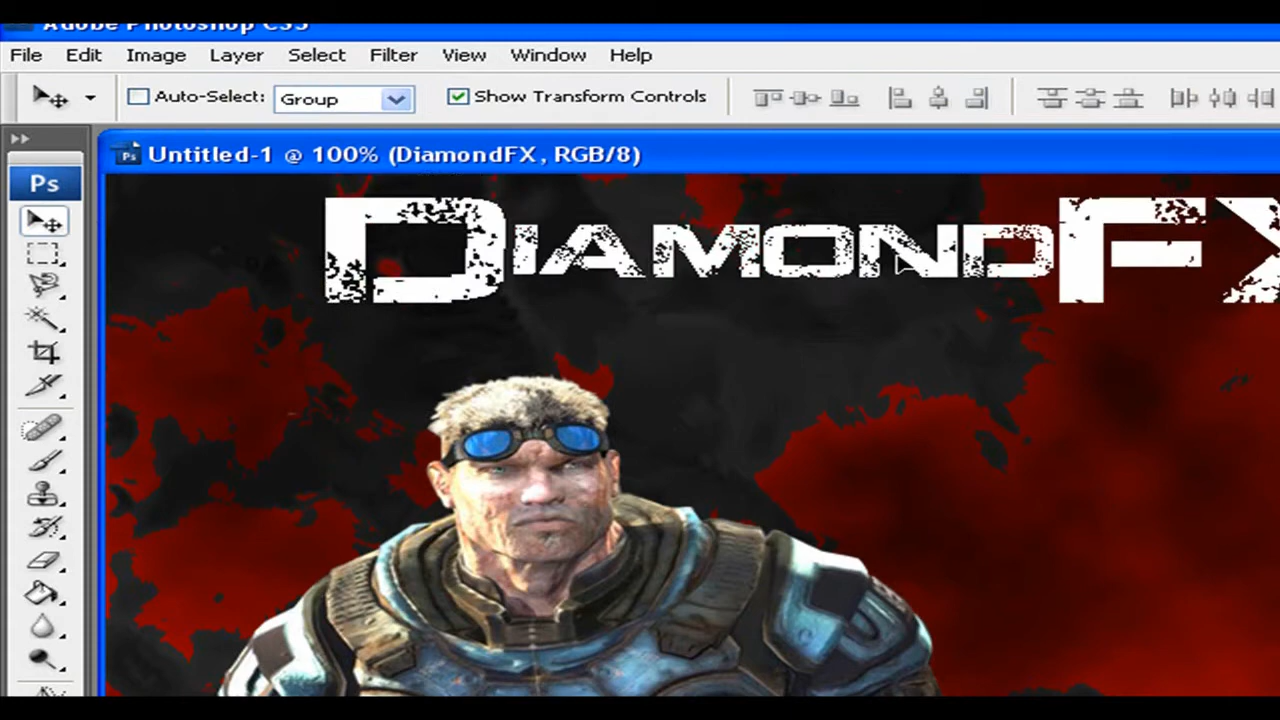 Adobe Photoshop CS3
File Edit Image Layer Select Filter View Window Help
Auto-Select: Group Show Transform Controls
Ps Untitled-1 @ 100% (DiamondFX , RGB/8)
Ps
DIAMONDFX